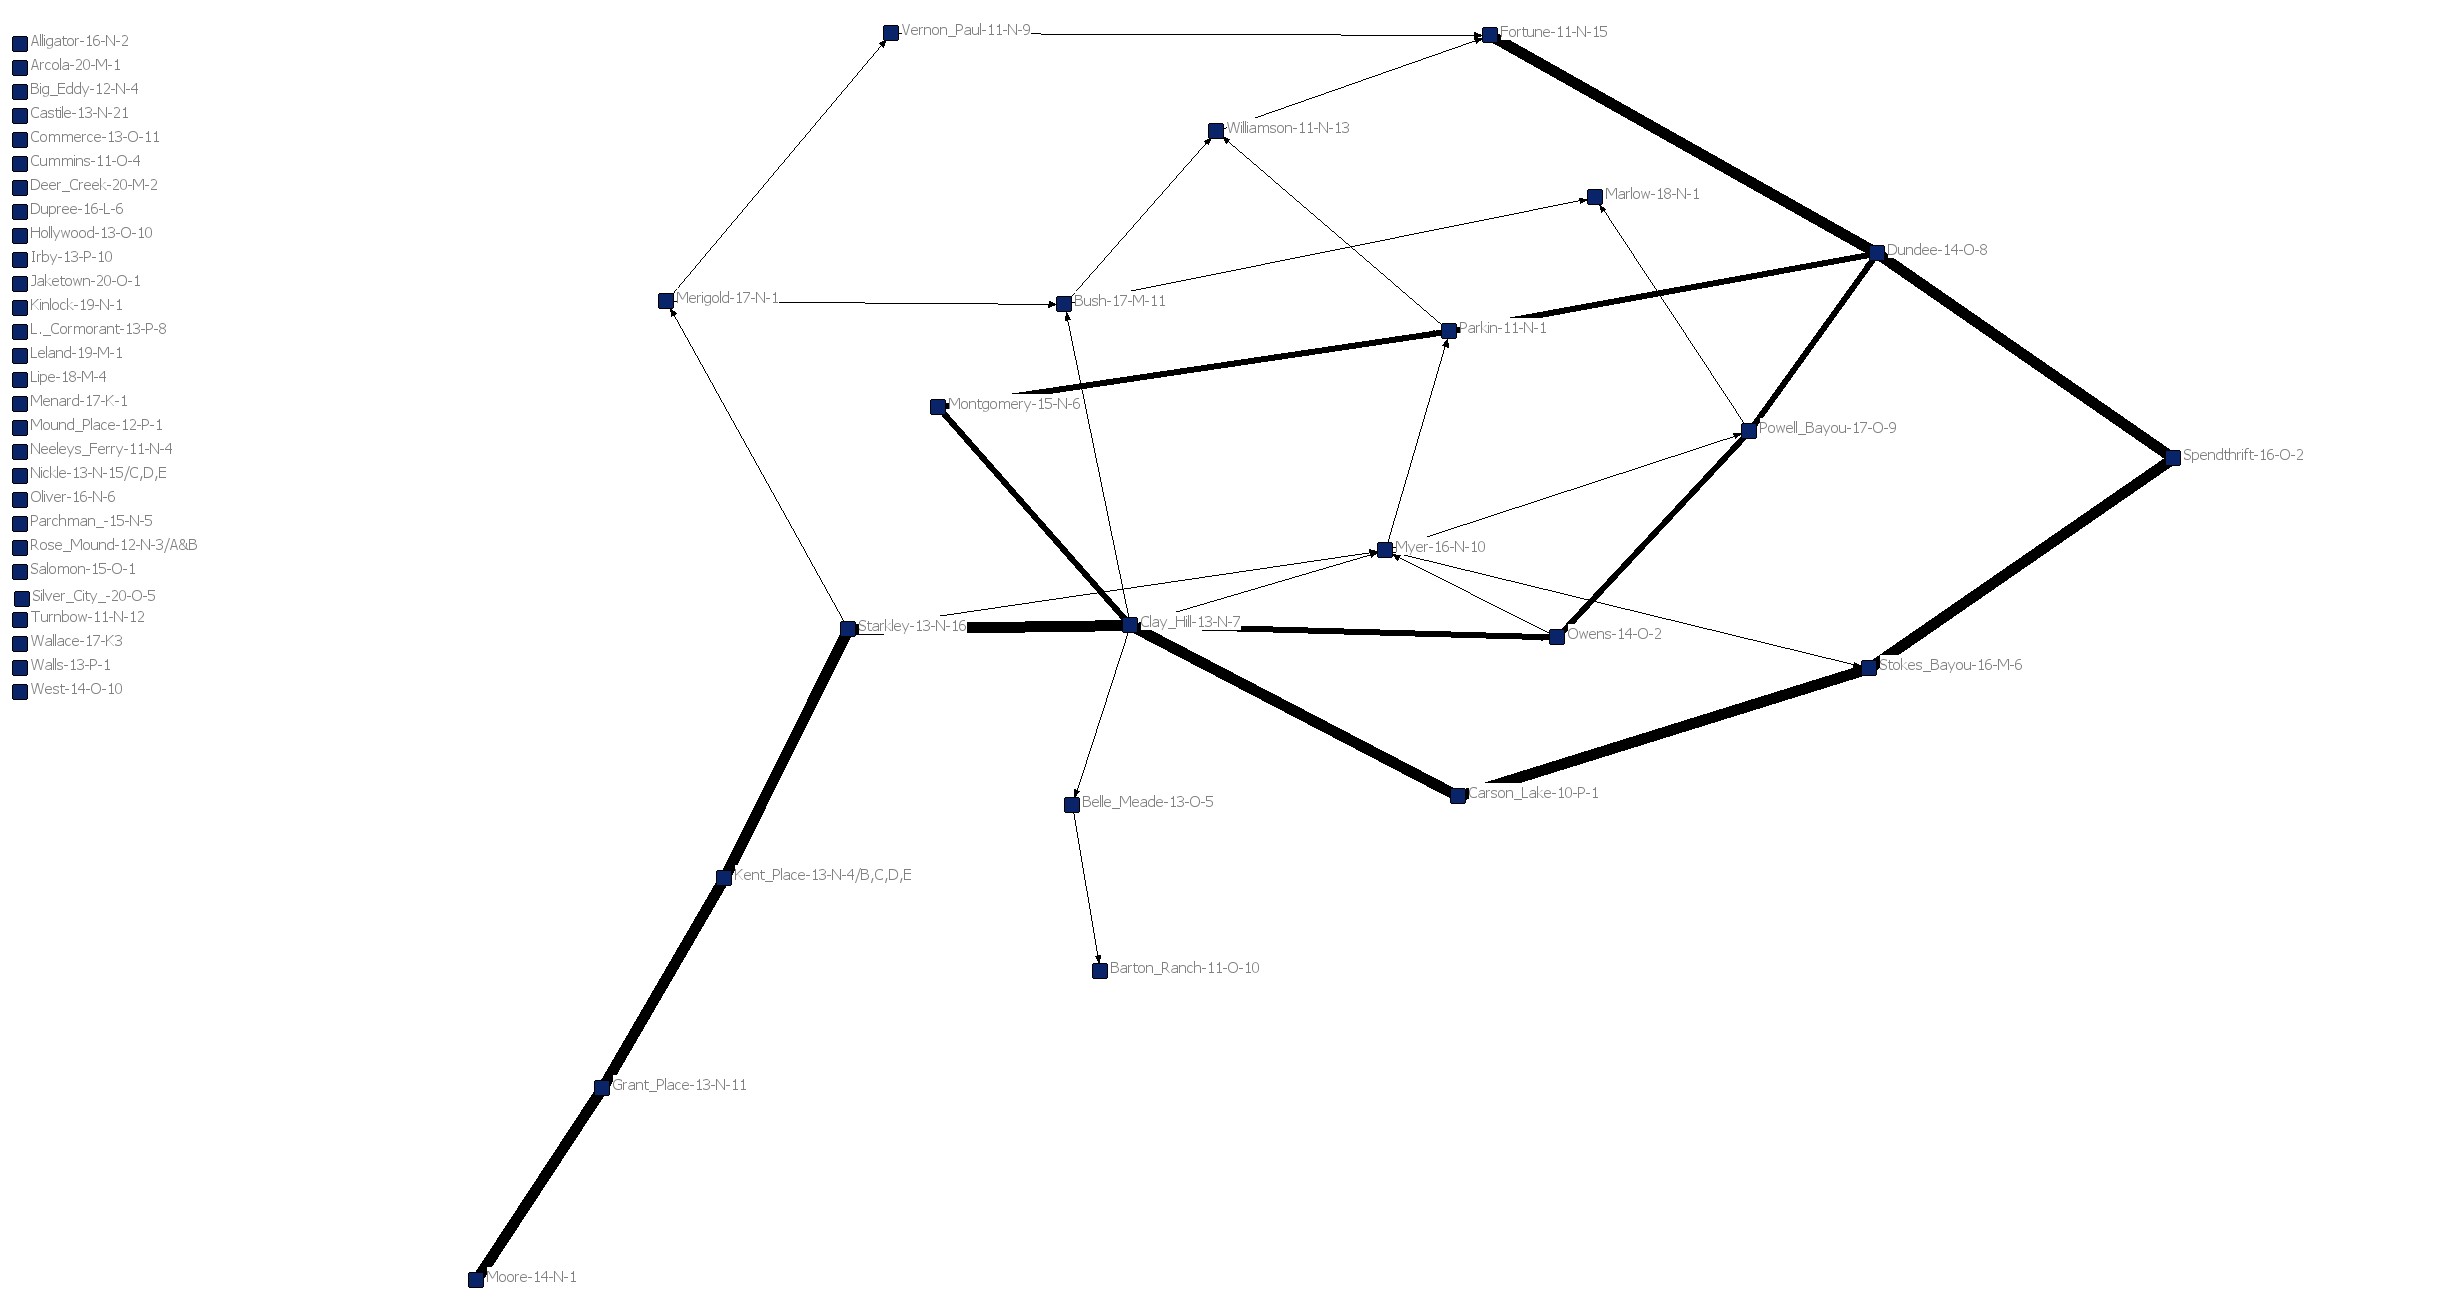 Alligator-16-N-2
Arcola-20-M-1
Big_Eddy-12-N-4
Castile-13-N-21
Commerce-13-O-11
Cummins-11-O-4
Deer_Creek-20-M-2
Dupree-16-L-6
Hollywood-13-O-10
Irby-13-P-10
Jaketown-20-O-1
Kinlock-19-N-1
L._Cormorant-13-P-8
Leland-19-M-1
Lipe-18-M-4
Menard-17-K-1
Mound_Place-12-P-1
Neeleys_Ferry-11-N-4
Nickle-13-N-15/C,D,E
Oliver-16-N-6
Parchman_-15-N-5
Rose_Mound-12-N-3/A&B
Salomon-15-O-1
Silver_City_-20-O-5
Turnbow-11-N-12
Wallace-17-K3
Walls-13-P-1
West-14-O-10
Vernon_Paul-11-N-9
Fortune-11-N-15
Williamson-11-N-13
Marlow-18-N-1
Dundee-14-O-8
Merigold-17-N-1
Bush-17-M-11
Parkin-11-N-1
Montgomery-15-N-6
Powell_Bayou-17-O-9
Spendthrift-16-O-2
Myer-16-N-10
Starkley-13-N-16
Clay_Hill-13-N-7
Owens-14-O-2
Stokes_Bayou-16-M-6
Carson_Lake-10-P-1
Belle_Meade-13-O-5
Kent_Place-13-N-4/B,C,D,E
Barton_Ranch-11-O-10
Grant_Place-13-N-11
Moore-14-N-1